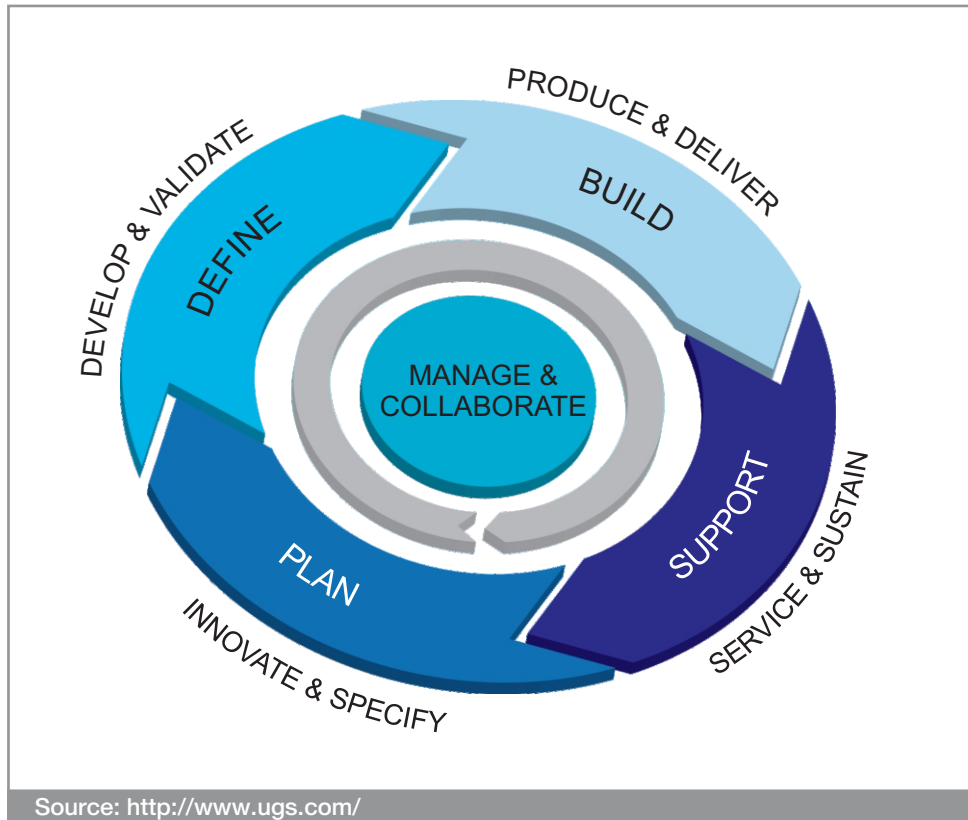 PRODUCE & DELIVER
BUILD
DEVELOP & VALIDATE
DEFINE
MANAGE &
COLLABORATE
SUPPORT
SERVICE & SUSTAIN
PLAN
INNOVATE & SPECIFY
Source: http://www.ugs.com/